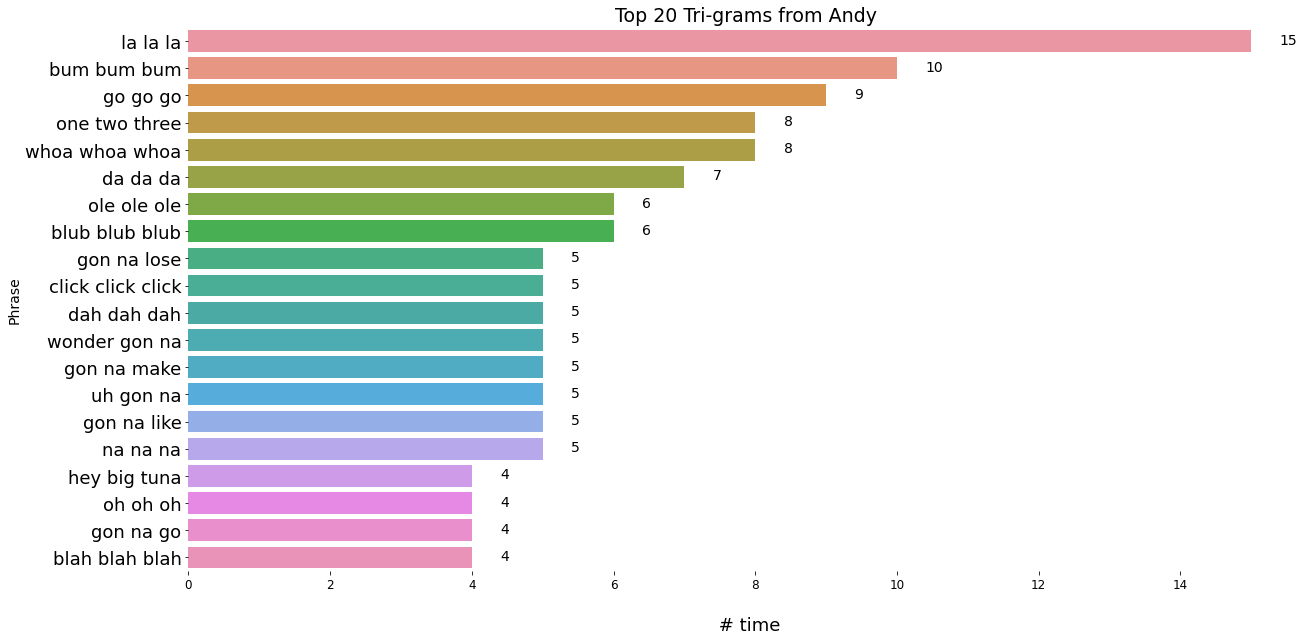 Top 20 Tri-grams from Andy
la la la 15
bum bum bum 10
go go go 9
one two three 8
whoa whoa whoa 8
da da da 7
ole ole ole 6
blub blub blub 6
gon na lose 5
click click click 5
dah dah dah 5
wonder gon na 5
gon na make 5
uh gon na 5
gon na like 5
na na na 5
hey big tuna 4
oh oh oh 4
gon na go 4
blah blah blah 4
Phrase
0 2 4 6 8 10 12 14
# time